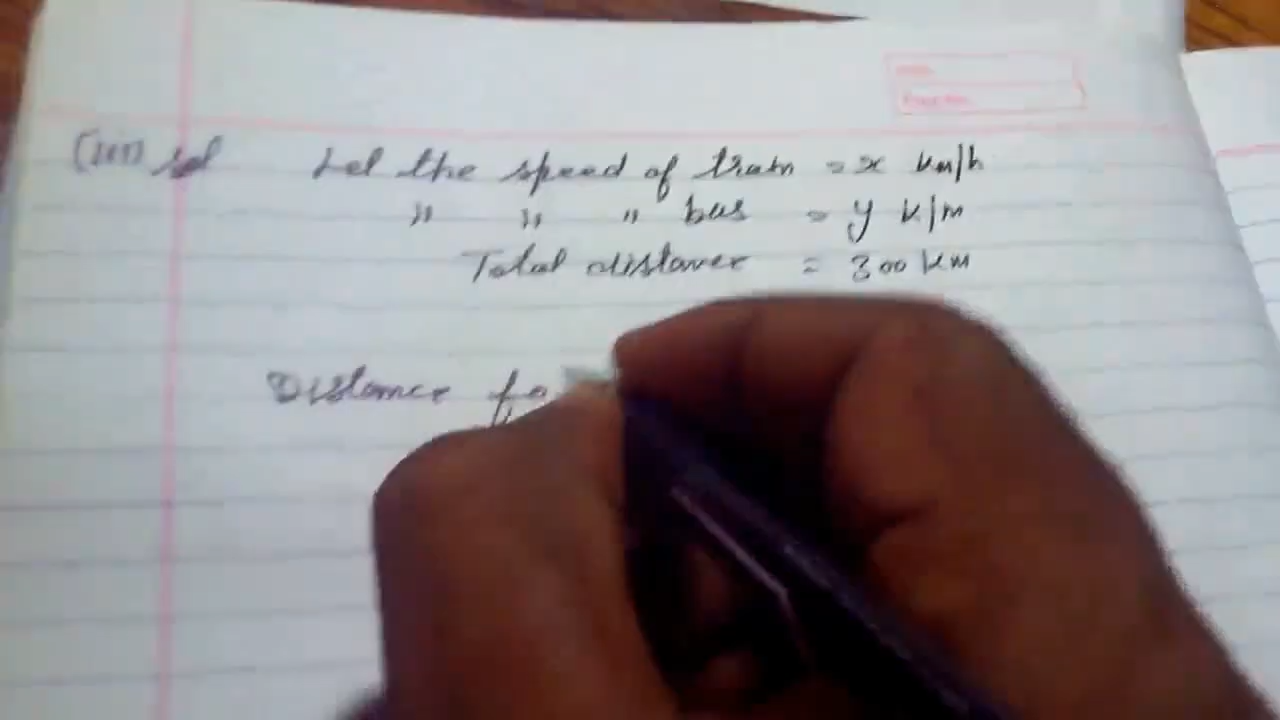 (iii) sol Let the speed of train = x km/h
" " " bus = y k/m
Total distance = 300 km
Distance fo